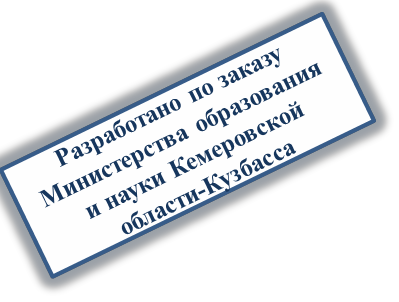 Разработано по заказу
Министерства образования
и науки Кемеровской
области-Кузбасса